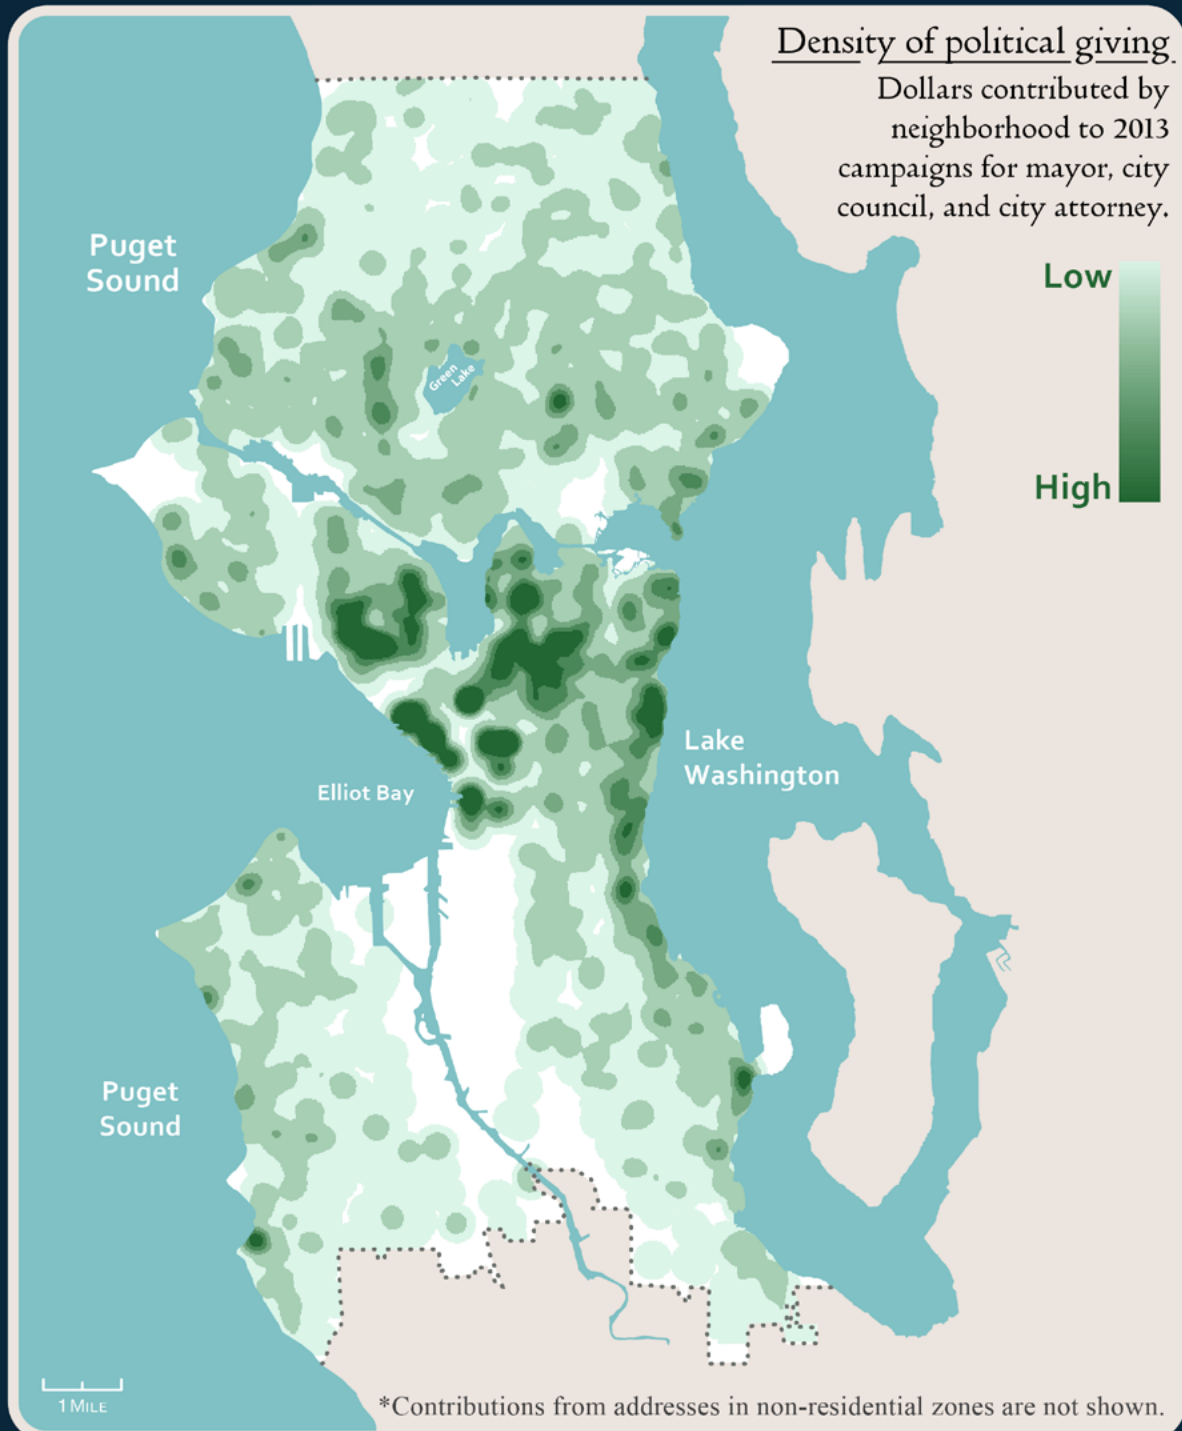 Density of political giving
Dollars contributed by
neighborhood to 2013
campaigns for mayor, city
council, and city attorney.
Puget
Sound
Low
High
Green
Lake
Lake
Washington
Elliot Bay
Puget
Sound
1 MILE
*Contributions from addresses in non-residential zones are not shown.